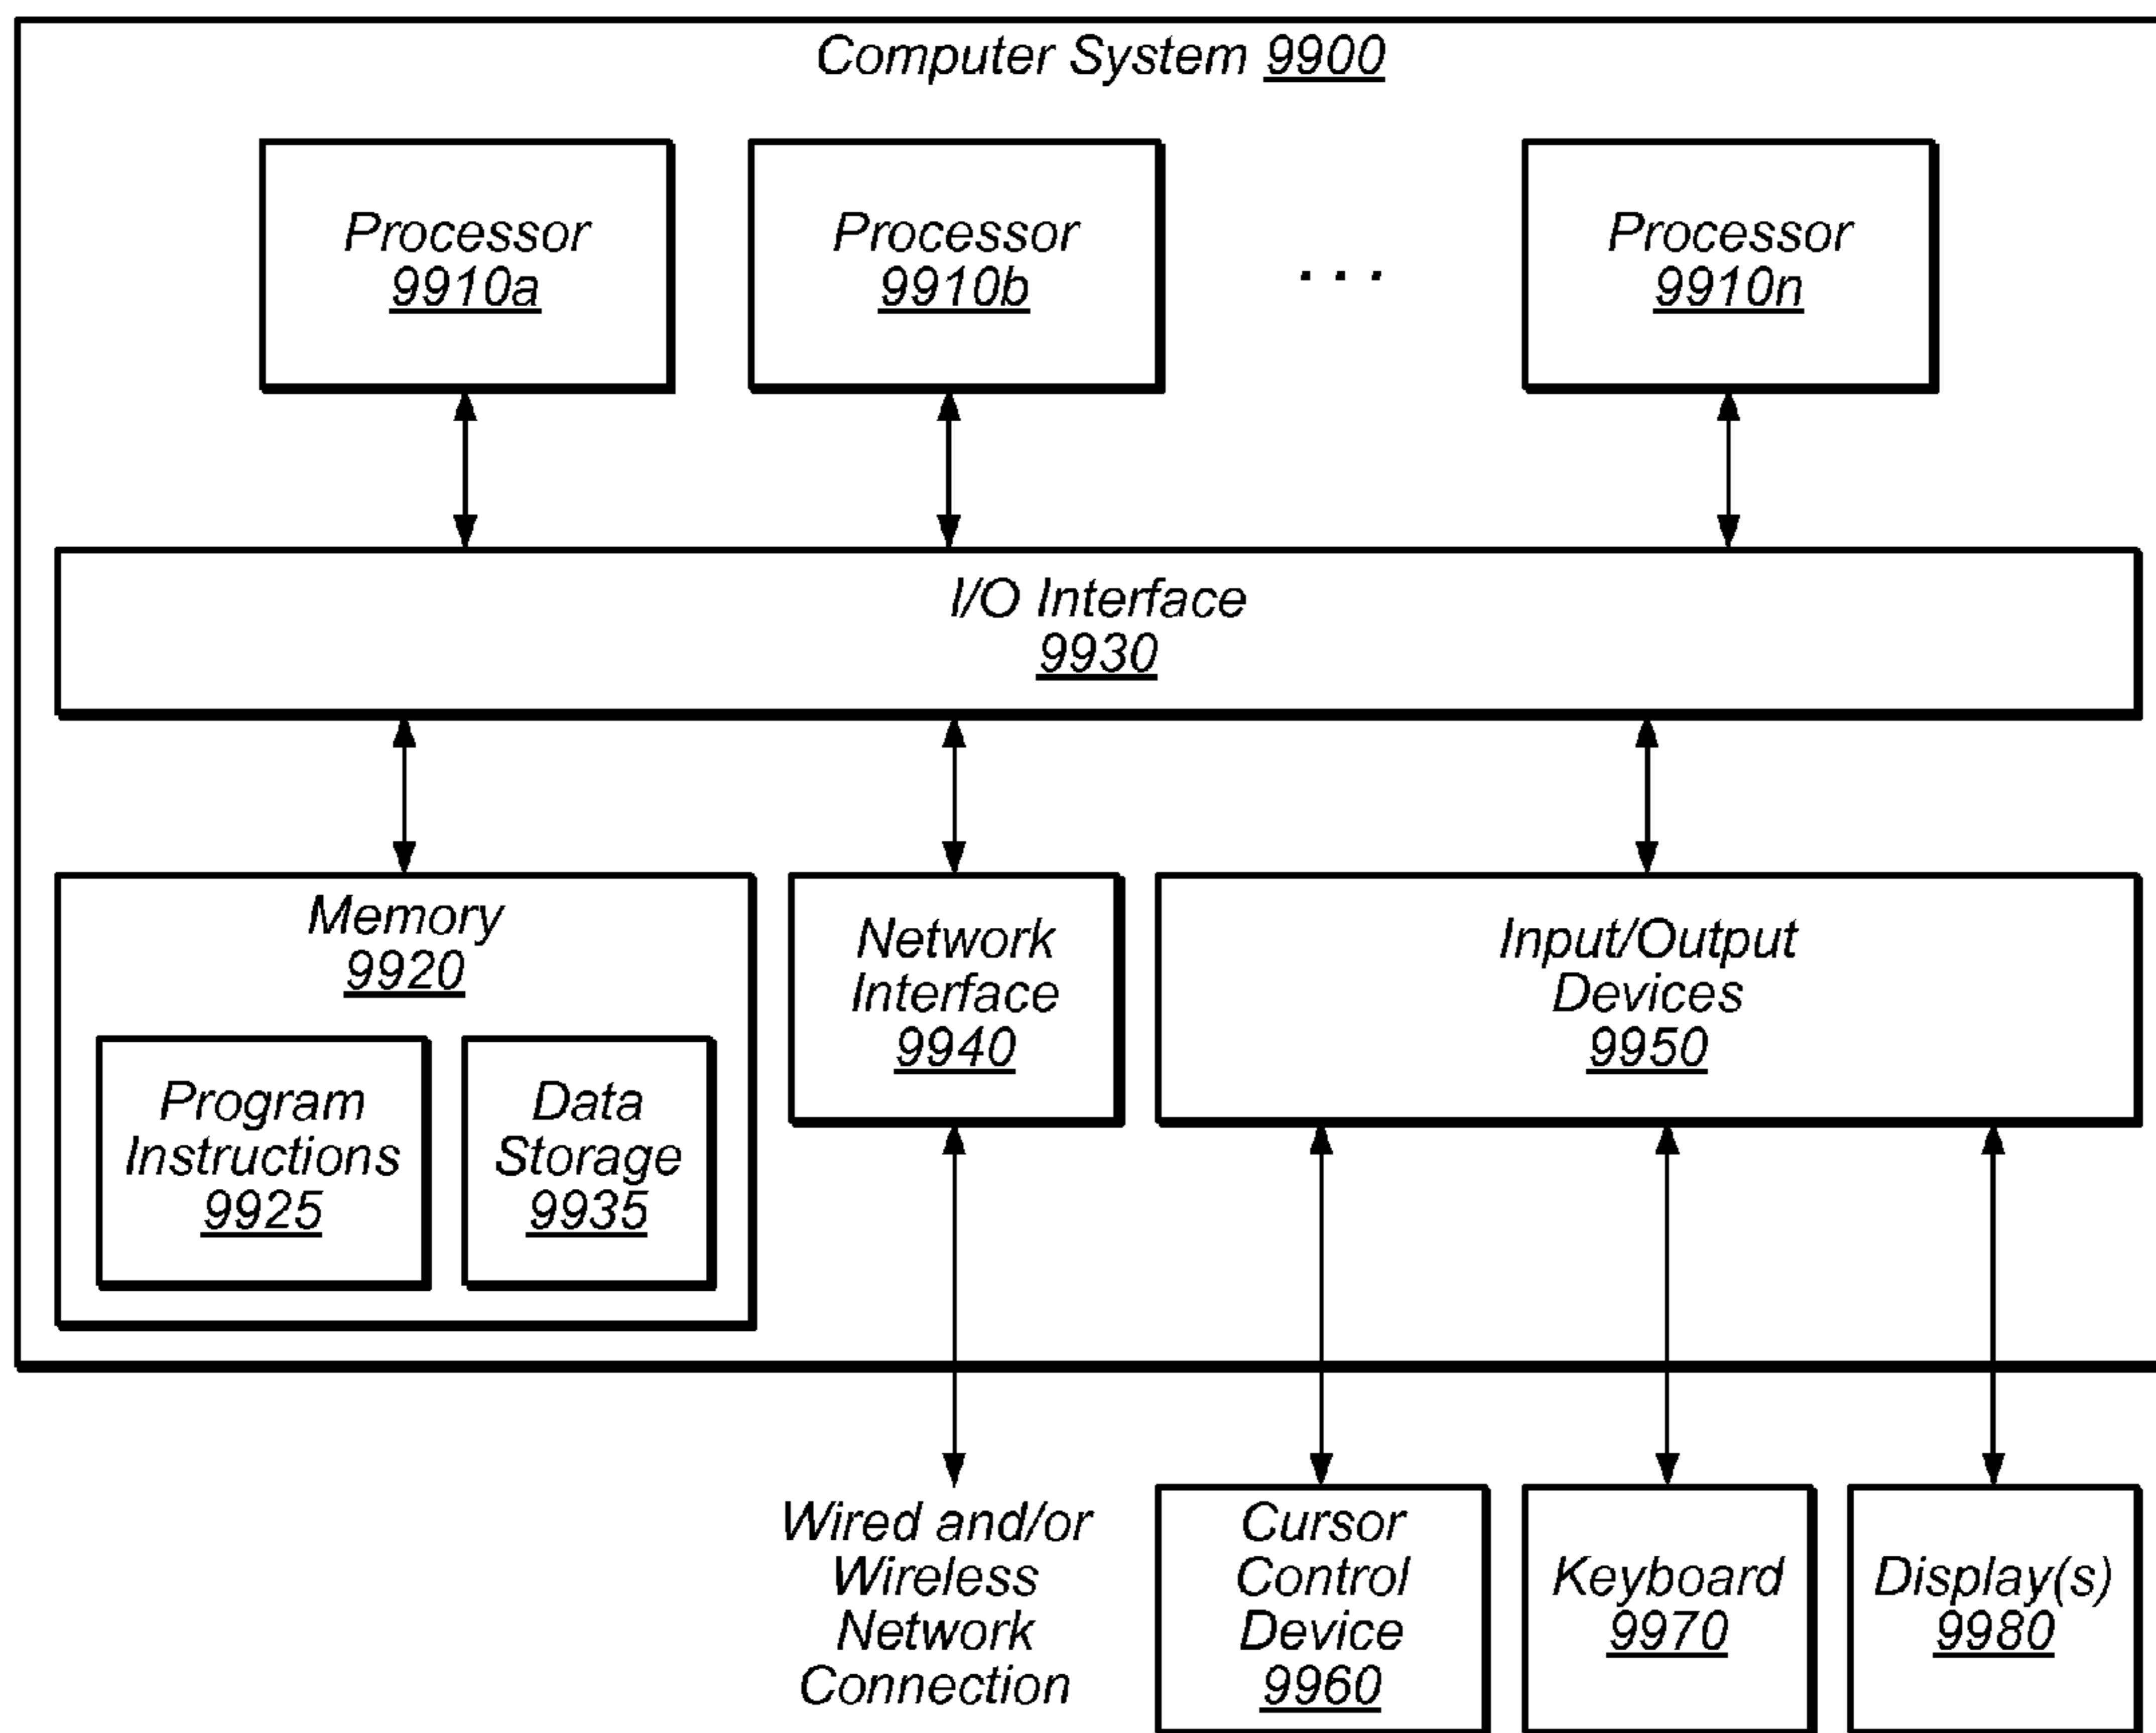 Computer System 9900
Processor
9910a
Processor
9910b
. . .
Processor
9910n
I/O Interface
9930
Memory
9920
Program
Instructions
9925
Data
Storage
9935
Network
Interface
9940
Input/Output
Devices
9950
Wired and/or
Wireless
Network
Connection
Cursor
Control
Device
9960
Keyboard
9970
Display(s)
9980